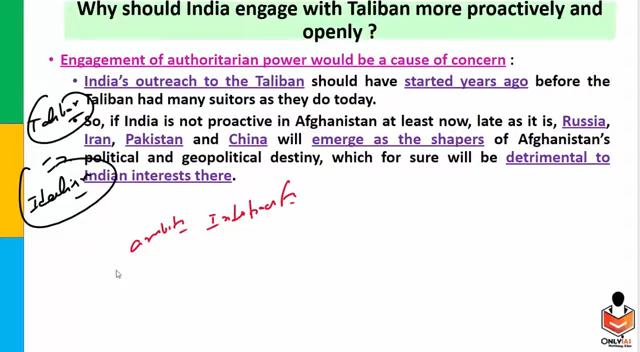 Why should India engage with Taliban more proactively and
openly ?
• Engagement of authoritarian power would be a cause of concern :
• India's outreach to the Taliban should have started years ago before the
Taliban had many suitors as they do today.
So, if India is not proactive in Afghanistan at least now, late as it is, Russia,
Iran, Pakistan and China will emerge as the shapers of Afghanistan's
political and geopolitical destiny, which for sure will be detrimental to
Indian interests there.
Taliban
ONLYIAS